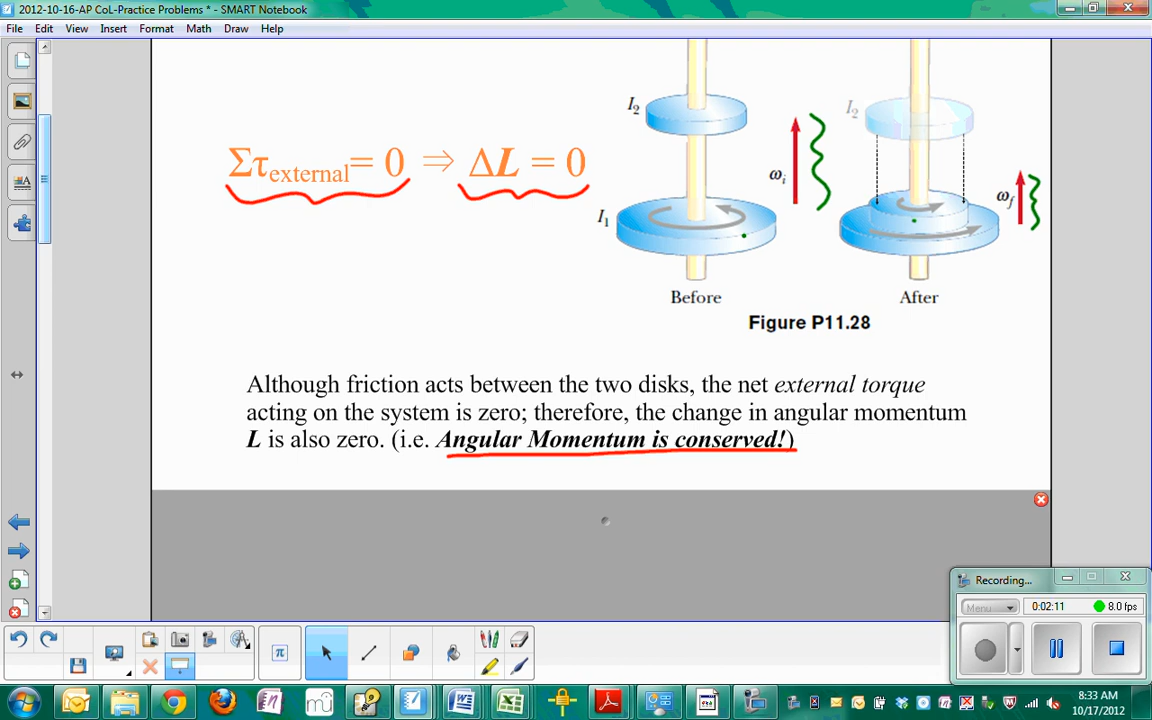 2012-10-16-AP CoL-Practice Problems * - SMART Notebook
File Edit View Insert Format Math Draw Help
I2 I2
Στexternal= 0 ⇒ ΔL = 0
ωi ωf
I1
Before After
Figure P11.28
Although friction acts between the two disks, the net external torque
acting on the system is zero; therefore, the change in angular momentum
L is also zero. (i.e. Angular Momentum is conserved!)
Recording...
Menu 0:02:11 8.0 fps
π
8:33 AM
10/17/2012